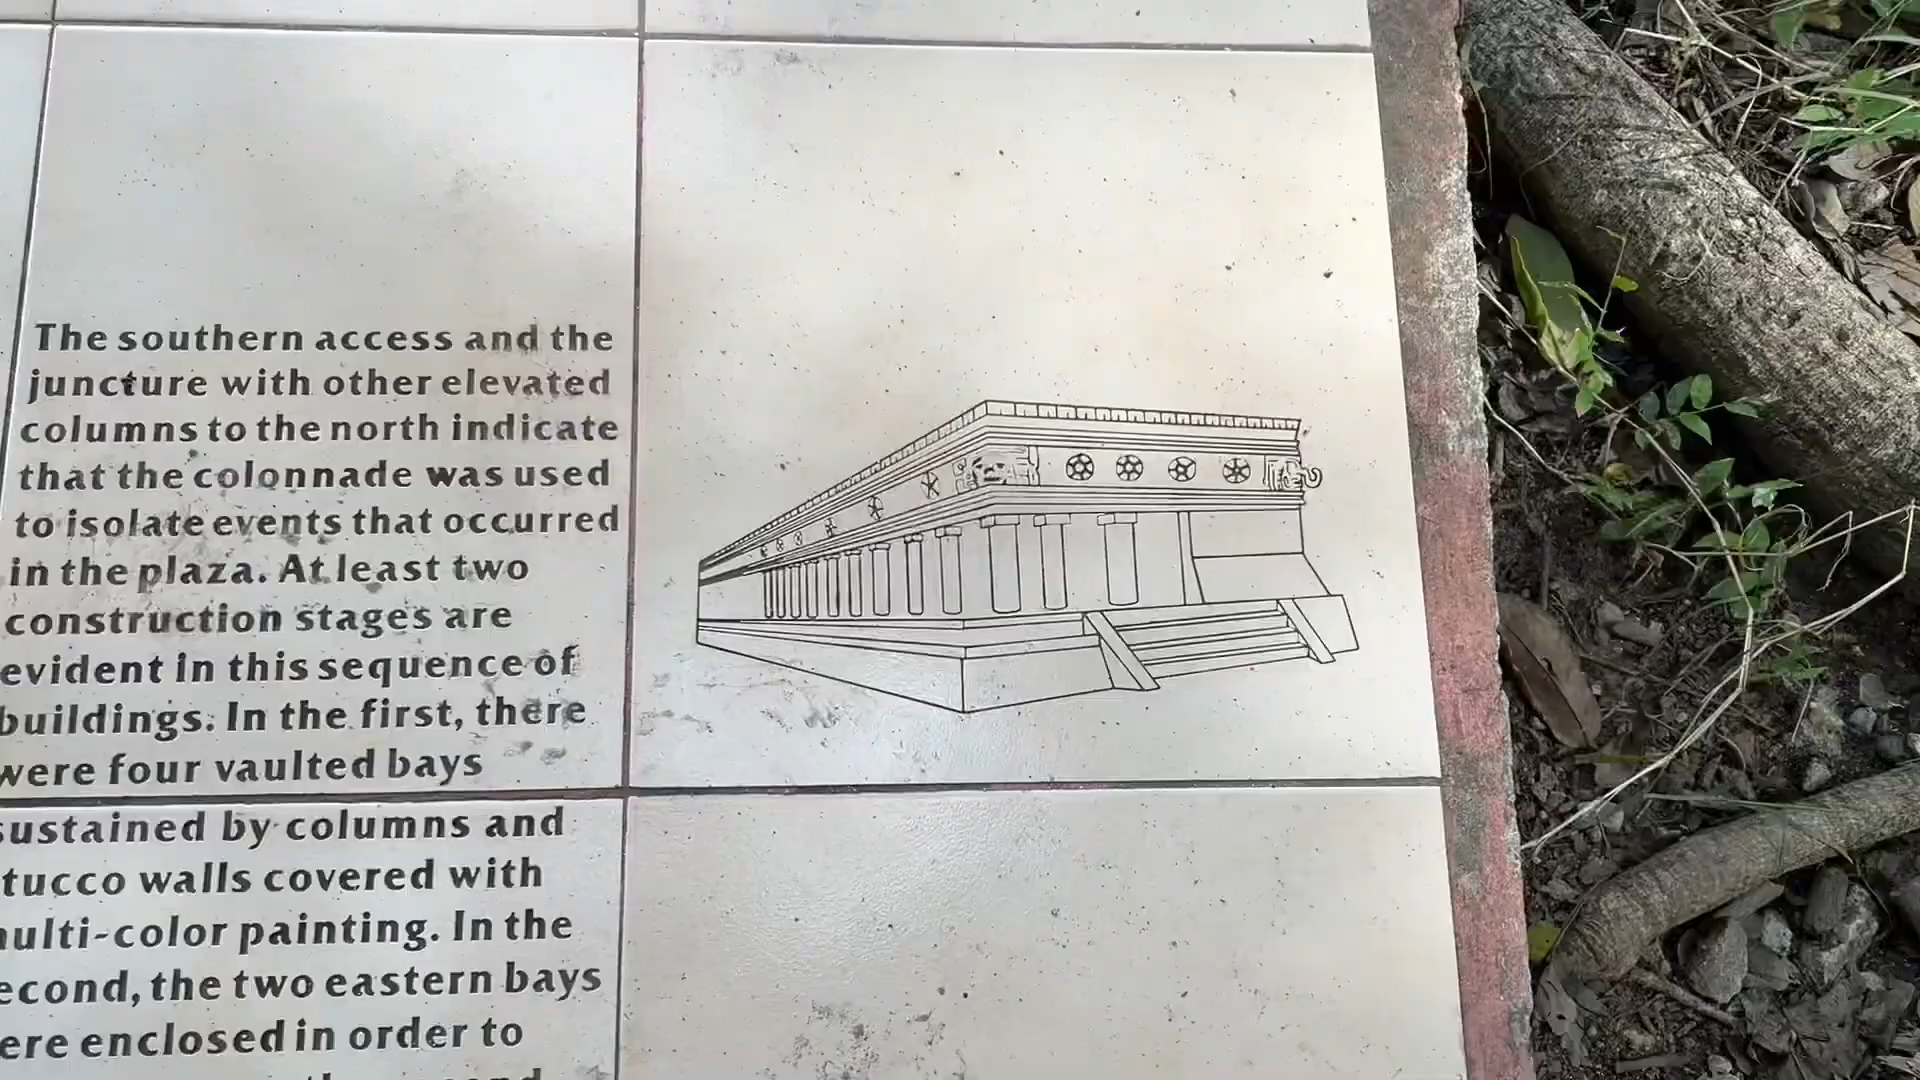 The southern access and the
juncture with other elevated
columns to the north indicate
that the colonnade was used
to isolate events that occurred
in the plaza. At least two
construction stages are
evident in this sequence of
buildings. In the first, there
were four vaulted bays
sustained by columns and
tucco walls covered with
multi-color painting. In the
econd, the two eastern bays
ere enclosed in order to